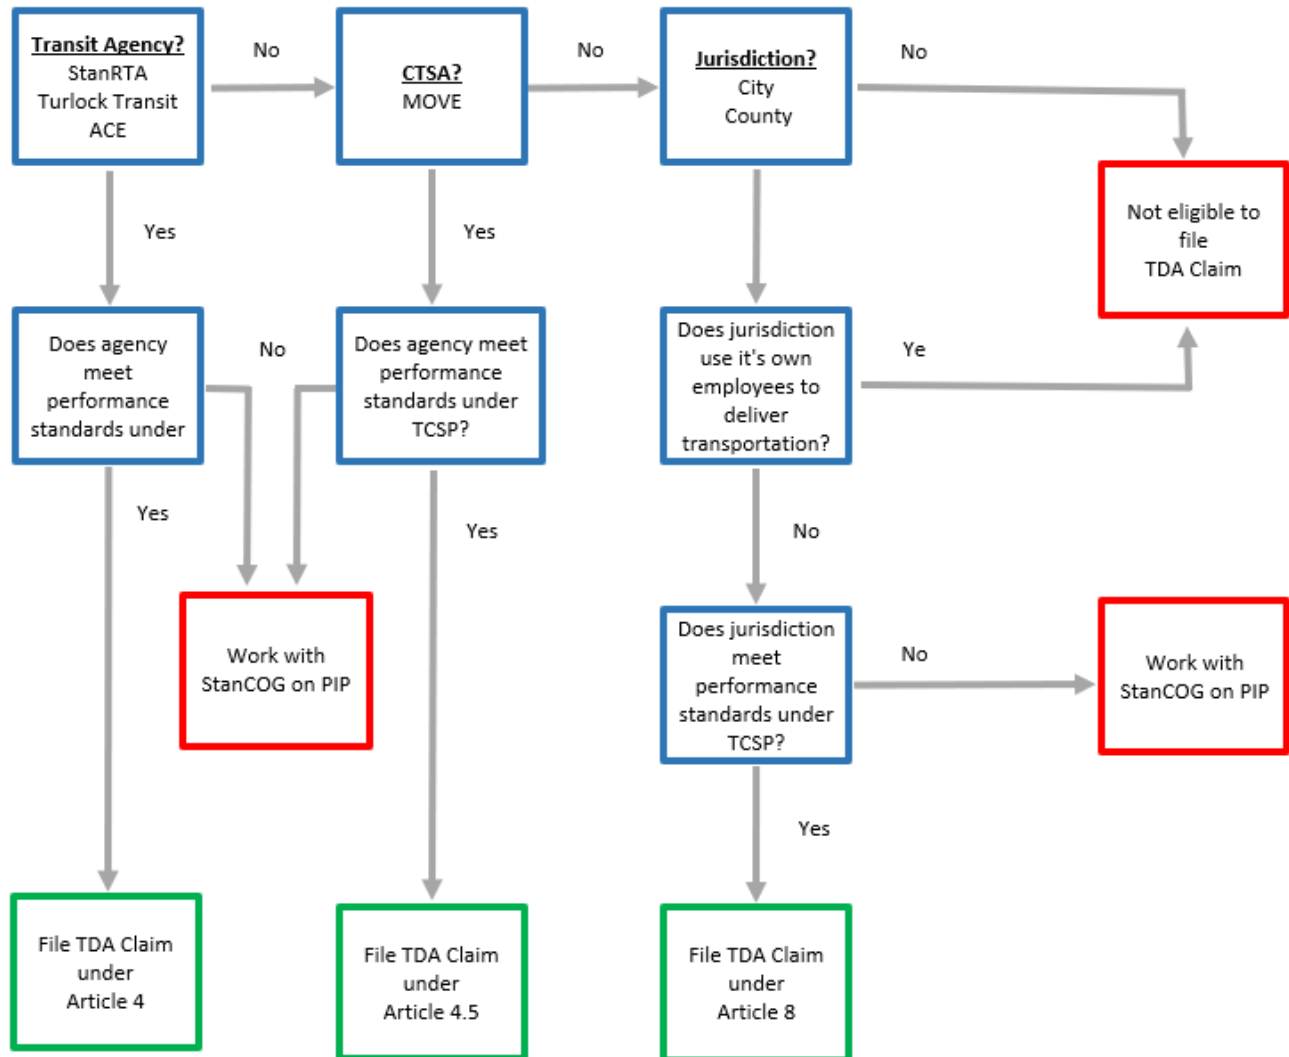 Transit Agency?
StanRTA
Turlock Transit
ACE
No
CTSA?
MOVE
No
Jurisdiction?
City
County
No
Not eligible to
file
TDA Claim
Yes
Yes
Does agency
meet
performance
standards under
No
Does agency meet
performance
standards under
TCSP?
Does jurisdiction
use it's own
employees to
deliver
transportation?
Ye
Yes
Yes
No
Work with
StanCOG on PIP
Does jurisdiction
meet
performance
standards under
TCSP?
No
Work with
StanCOG on PIP
Yes
File TDA Claim
under
Article 4
File TDA Claim
under
Article 4.5
File TDA Claim
under
Article 8